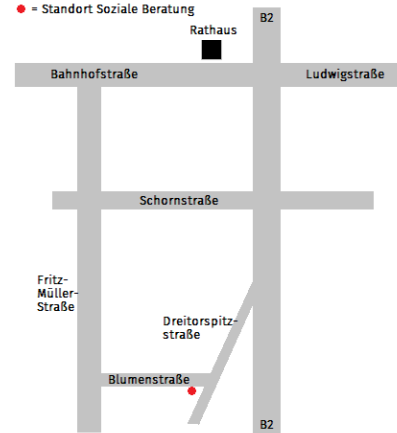 = Standort Soziale Beratung
B2
Rathaus
Bahnhofstraße
Ludwigstraße
Schornstraße
Fritz-
Müller-
Straße
Dreitorspitz-
straße
Blumenstraße
B2